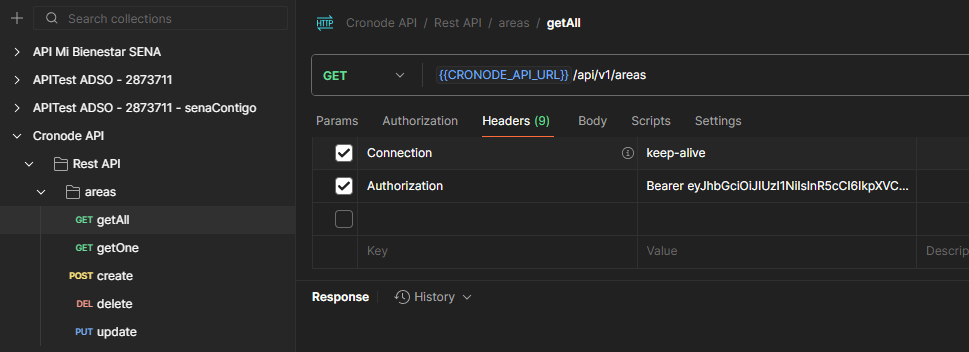 Search collections
API Mi Bienestar SENA
APITest ADSO - 2873711
APITest ADSO - 2873711 - senaContigo
Cronode API
Rest API
areas
GET getAll
GET getOne
POST create
DEL delete
PUT update
HTTP Cronode API / Rest API / areas / getAll
GET {{CRONODE_API_URL}} /api/v1/areas
Params Authorization Headers (9) Body Scripts Settings
Connection keep-alive
Authorization Bearer eyJhbGciOiJIUzI1NiIsInR5cCI6IkpXVC...
Key Value Descrip
Response History